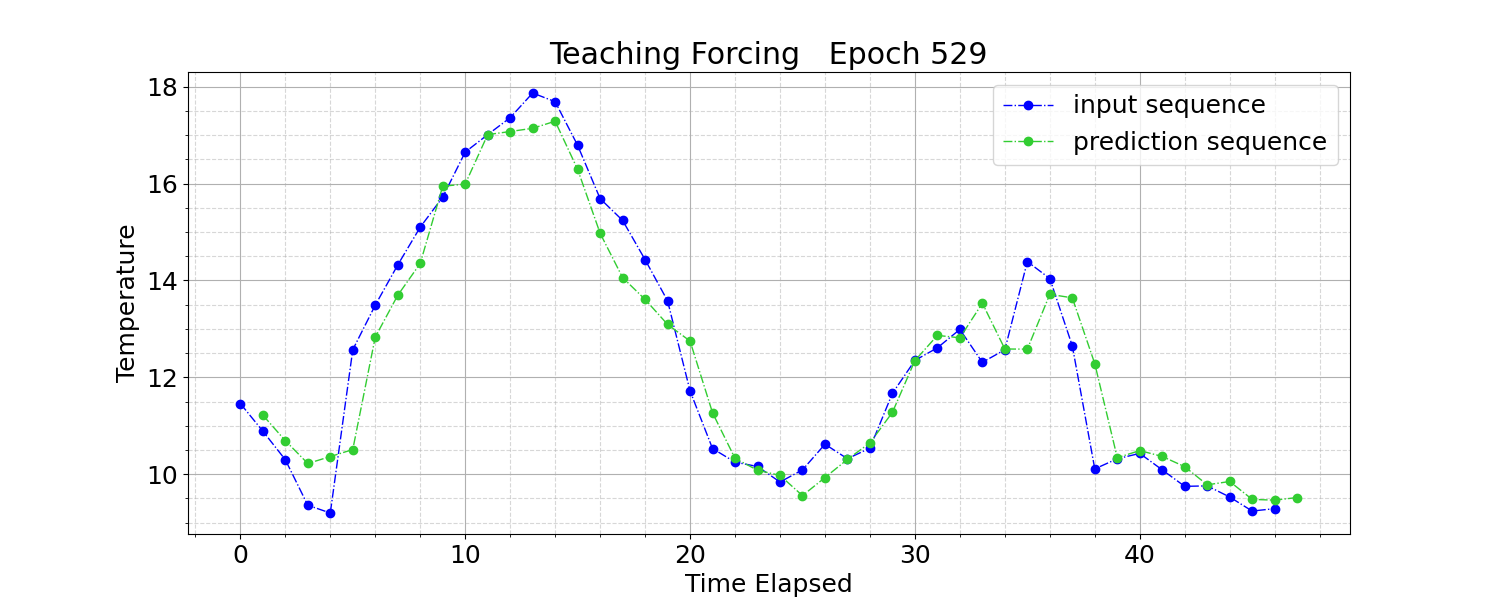 Teaching Forcing   Epoch 529
input sequence
prediction sequence
18
16
14
12
10
Temperature
0 10 20 30 40
Time Elapsed